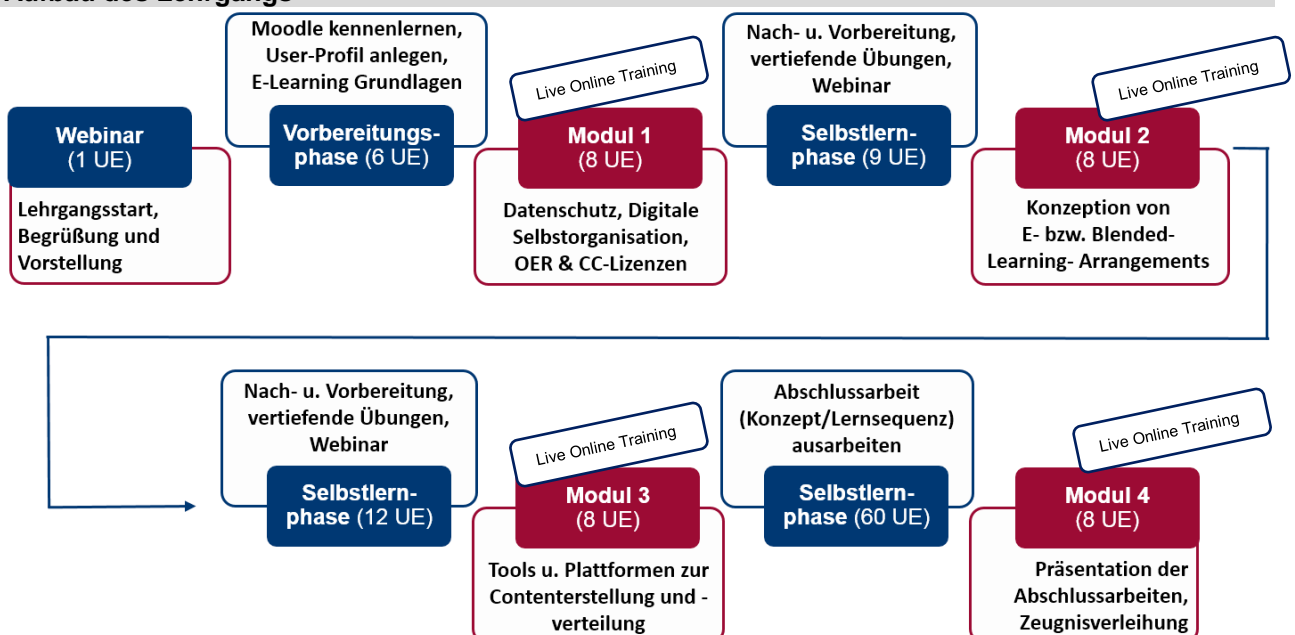 Aufbau des Lehrgangs
Moodle kennenlernen,
User-Profil anlegen,
E-Learning Grundlagen
Nach- u. Vorbereitung,
vertiefende Übungen,
Webinar
Live Online Training
Live Online Training
Webinar
(1 UE)
Vorbereitungs-
phase (6 UE)
Modul 1
(8 UE)
Selbstlern-
phase (9 UE)
Modul 2
(8 UE)
Lehrgangsstart,
Begrüßung und
Vorstellung
Datenschutz, Digitale
Selbstorganisation,
OER & CC-Lizenzen
Konzeption von
E- bzw. Blended-
Learning- Arrangements
Nach- u. Vorbereitung,
vertiefende Übungen,
Webinar
Abschlussarbeit
(Konzept/Lernsequenz)
ausarbeiten
Live Online Training
Live Online Training
Selbstlern-
phase (12 UE)
Modul 3
(8 UE)
Selbstlern-
phase (60 UE)
Modul 4
(8 UE)
Tools u. Plattformen zur
Contenterstellung und -
verteilung
Präsentation der
Abschlussarbeiten,
Zeugnisverleihung